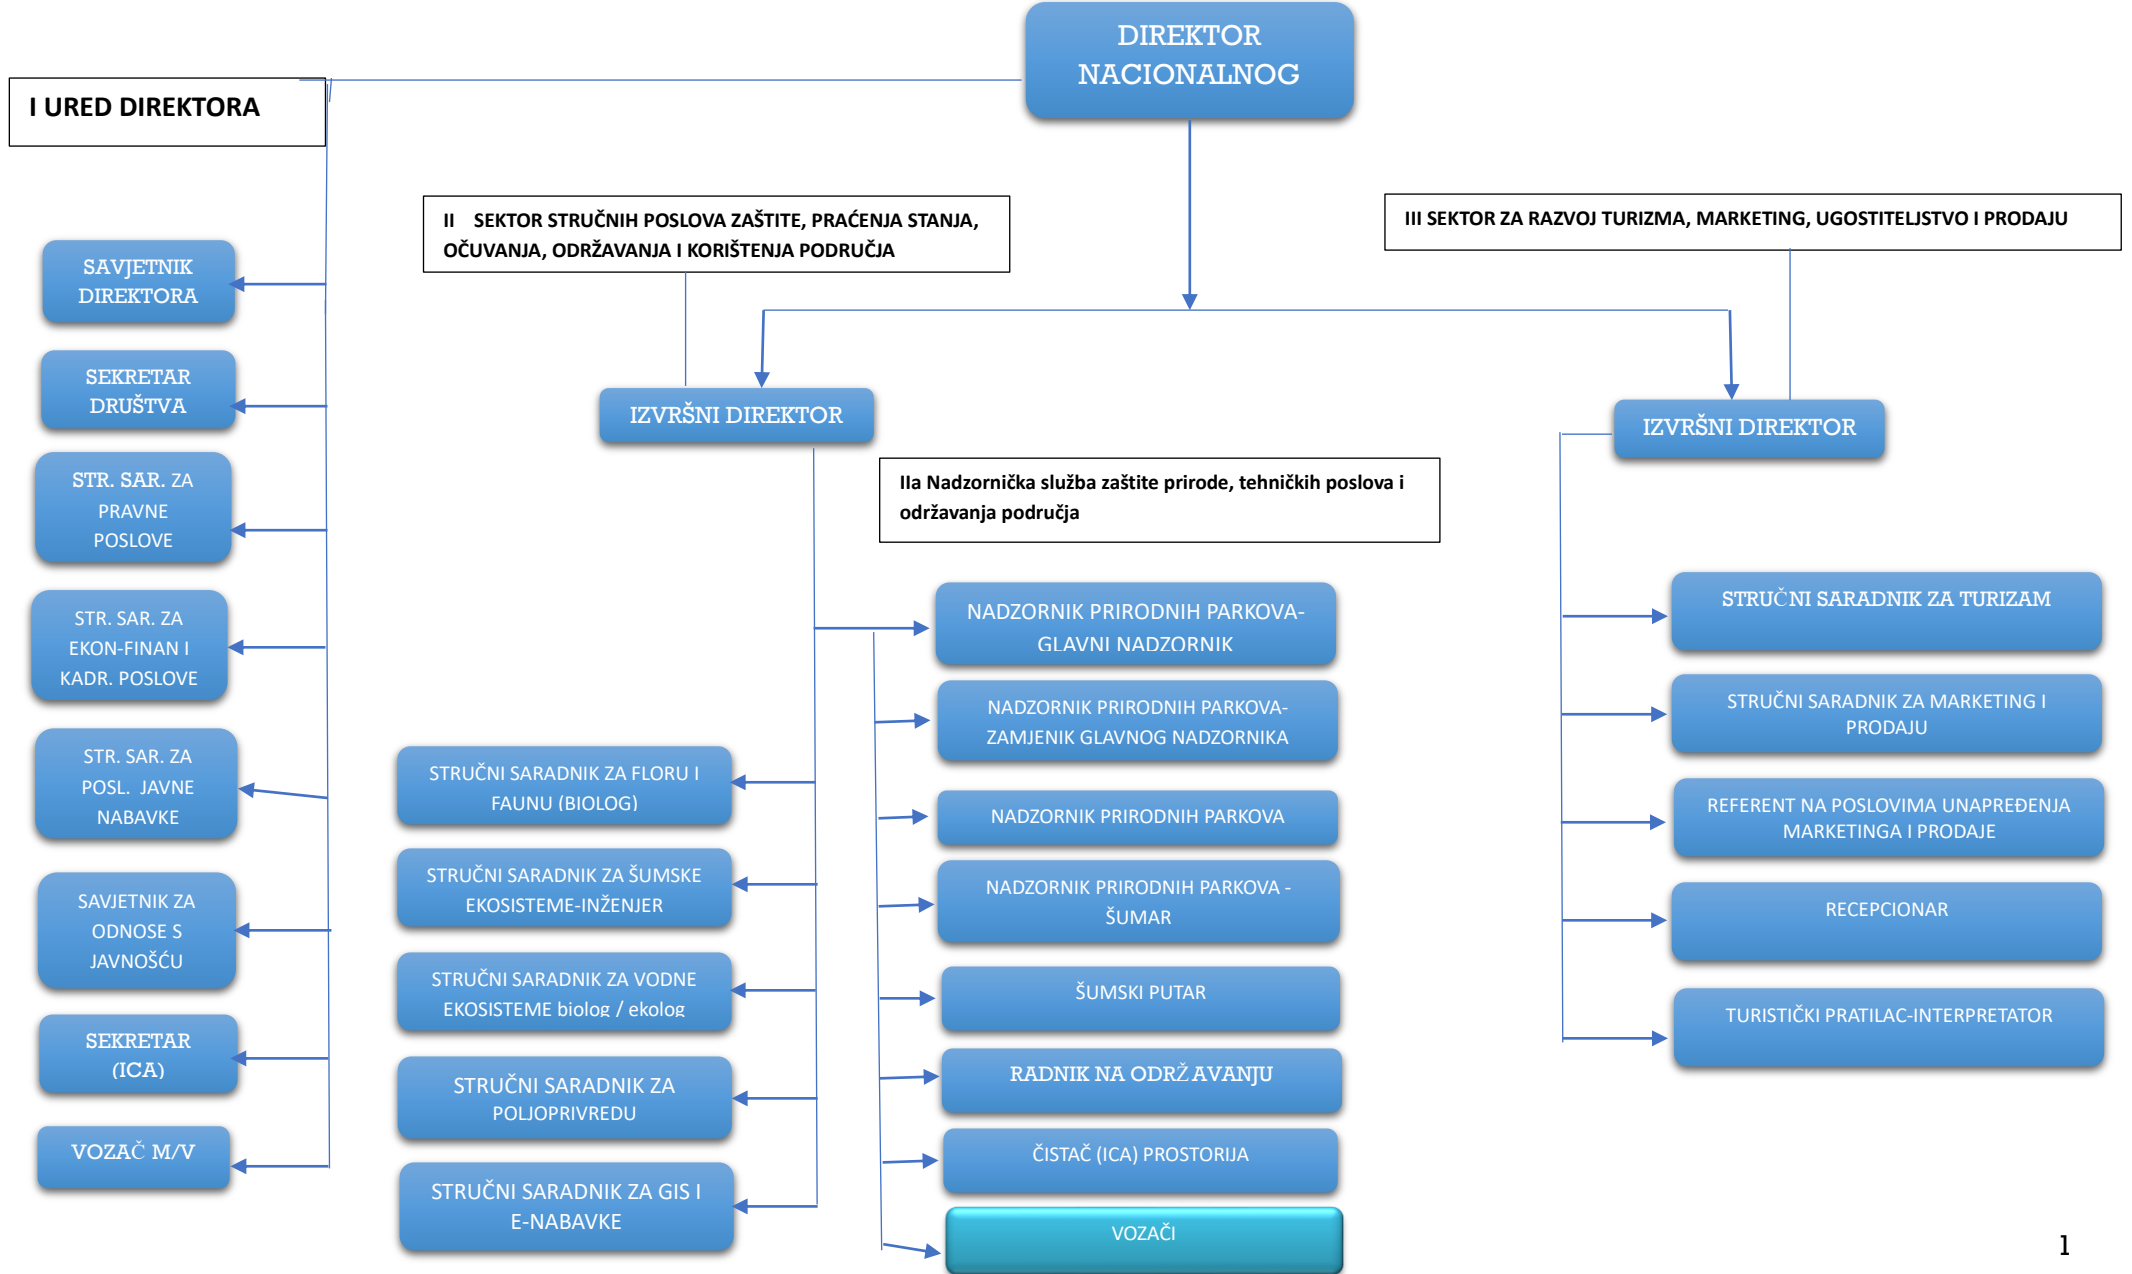 DIREKTOR
NACIONALNOG
I URED DIREKTORA
SAVJETNIK
DIREKTORA
SEKRETAR
DRUŠTVA
STR. SAR. ZA
PRAVNE
POSLOVE
STR. SAR. ZA
EKON-FINAN I
KADR. POSLOVE
STR. SAR. ZA
POSL. JAVNE
NABAVKE
SAVJETNIK ZA
ODNOSE S
JAVNOŠĆU
SEKRETAR
(ICA)
VOZAČ M/V
II SEKTOR STRUČNIH POSLOVA ZAŠTITE, PRAĆENJA STANJA,
OČUVANJA, ODRŽAVANJA I KORIŠTENJA PODRUČJA
IZVRŠNI DIREKTOR
STRUČNI SARADNIK ZA FLORU I
FAUNU (BIOLOG)
STRUČNI SARADNIK ZA ŠUMSKE
EKOSISTEME-INŽENJER
STRUČNI SARADNIK ZA VODNE
EKOSISTEME biolog / ekolog
STRUČNI SARADNIK ZA
POLJOPRIVREDU
STRUČNI SARADNIK ZA GIS I
E-NABAVKE
IIa Nadzornička služba zaštite prirode, tehničkih poslova i
održavanja područja
NADZORNIK PRIRODNIH PARKOVA-
GLAVNI NADZORNIK
NADZORNIK PRIRODNIH PARKOVA-
ZAMJENIK GLAVNOG NADZORNIKA
NADZORNIK PRIRODNIH PARKOVA
NADZORNIK PRIRODNIH PARKOVA -
ŠUMAR
ŠUMSKI PUTAR
RADNIK NA ODRŽAVANJU
ČISTAČ (ICA) PROSTORIJA
VOZAČI
III SEKTOR ZA RAZVOJ TURIZMA, MARKETING, UGOSTITELJSTVO I PRODAJU
IZVRŠNI DIREKTOR
STRUČNI SARADNIK ZA TURIZAM
STRUČNI SARADNIK ZA MARKETING I
PRODAJU
REFERENT NA POSLOVIMA UNAPREĐENJA
MARKETINGA I PRODAJE
RECEPCIONAR
TURISTIČKI PRATILAC-INTERPRETATOR
1